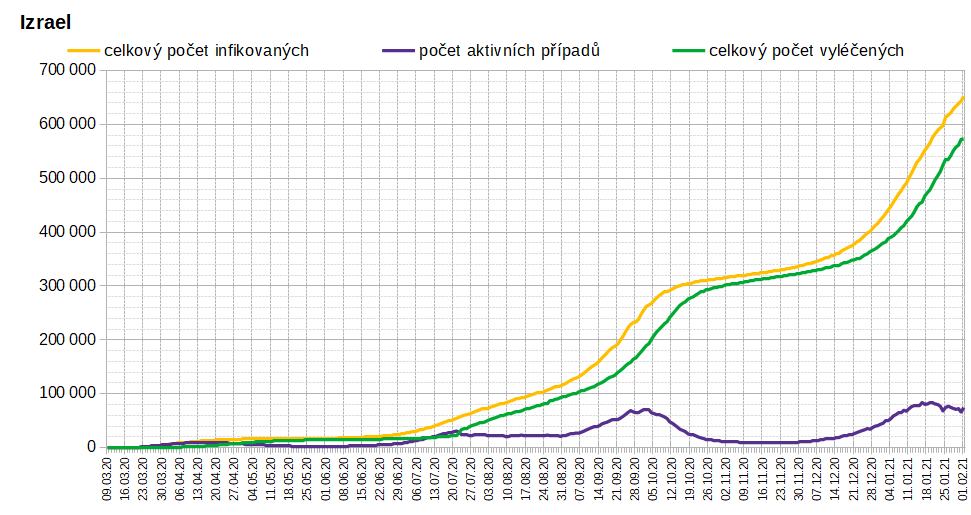 Izrael
celkový počet infikovaných počet aktivních případů celkový počet vyléčených
700 000
600 000
500 000
400 000
300 000
200 000
100 000
0
09.03.20 16.03.20 23.03.20 30.03.20 06.04.20 13.04.20 20.04.20 27.04.20 04.05.20 11.05.20 18.05.20 25.05.20 01.06.20 08.06.20 15.06.20 22.06.20 29.06.20 06.07.20 13.07.20 20.07.20 27.07.20 03.08.20 10.08.20 17.08.20 24.08.20 31.08.20 07.09.20 14.09.20 21.09.20 28.09.20 05.10.20 12.10.20 19.10.20 26.10.20 02.11.20 09.11.20 16.11.20 23.11.20 30.11.20 07.12.20 14.12.20 21.12.20 28.12.20 04.01.21 11.01.21 18.01.21 25.01.21 01.02.21